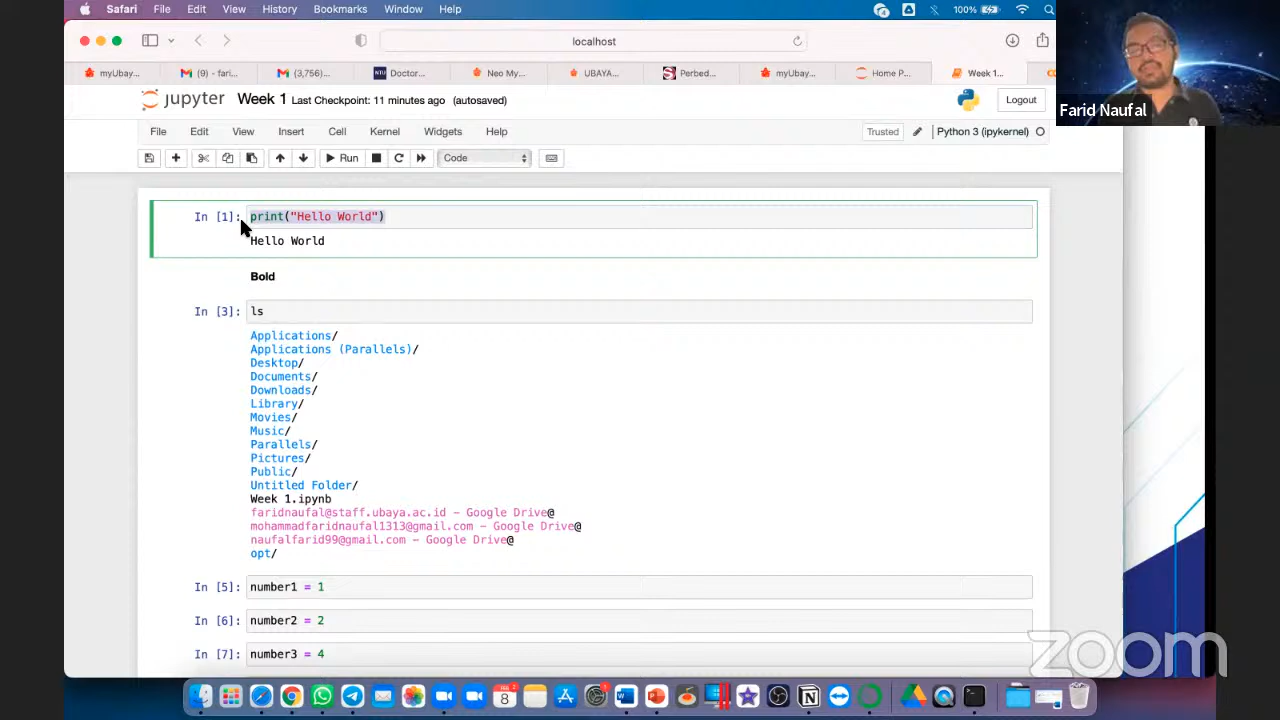 Safari File Edit View History Bookmarks Window Help 100%
localhost
myUbay... (9) - fari... (3,756)... NTU Doctor... Neo My... UBAYA... Perbed... myUbay... Home P... Week 1...
Farid Naufal
jupyter Week 1 Last Checkpoint: 11 minutes ago (autosaved) Logout
File Edit View Insert Cell Kernel Widgets Help Trusted Python 3 (ipykernel)
Run Code
In [1]: print("Hello World")
Hello World
Bold
In [3]: ls
Applications/
Applications (Parallels)/
Desktop/
Documents/
Downloads/
Library/
Movies/
Music/
Parallels/
Pictures/
Public/
Untitled Folder/
Week 1.ipynb
faridnaufal@staff.ubaya.ac.id - Google Drive@
mohammadfaridnaufal1313@gmail.com - Google Drive@
naufalfarid99@gmail.com - Google Drive@
opt/
In [5]: number1 = 1
In [6]: number2 = 2
In [7]: number3 = 4
zoom
8